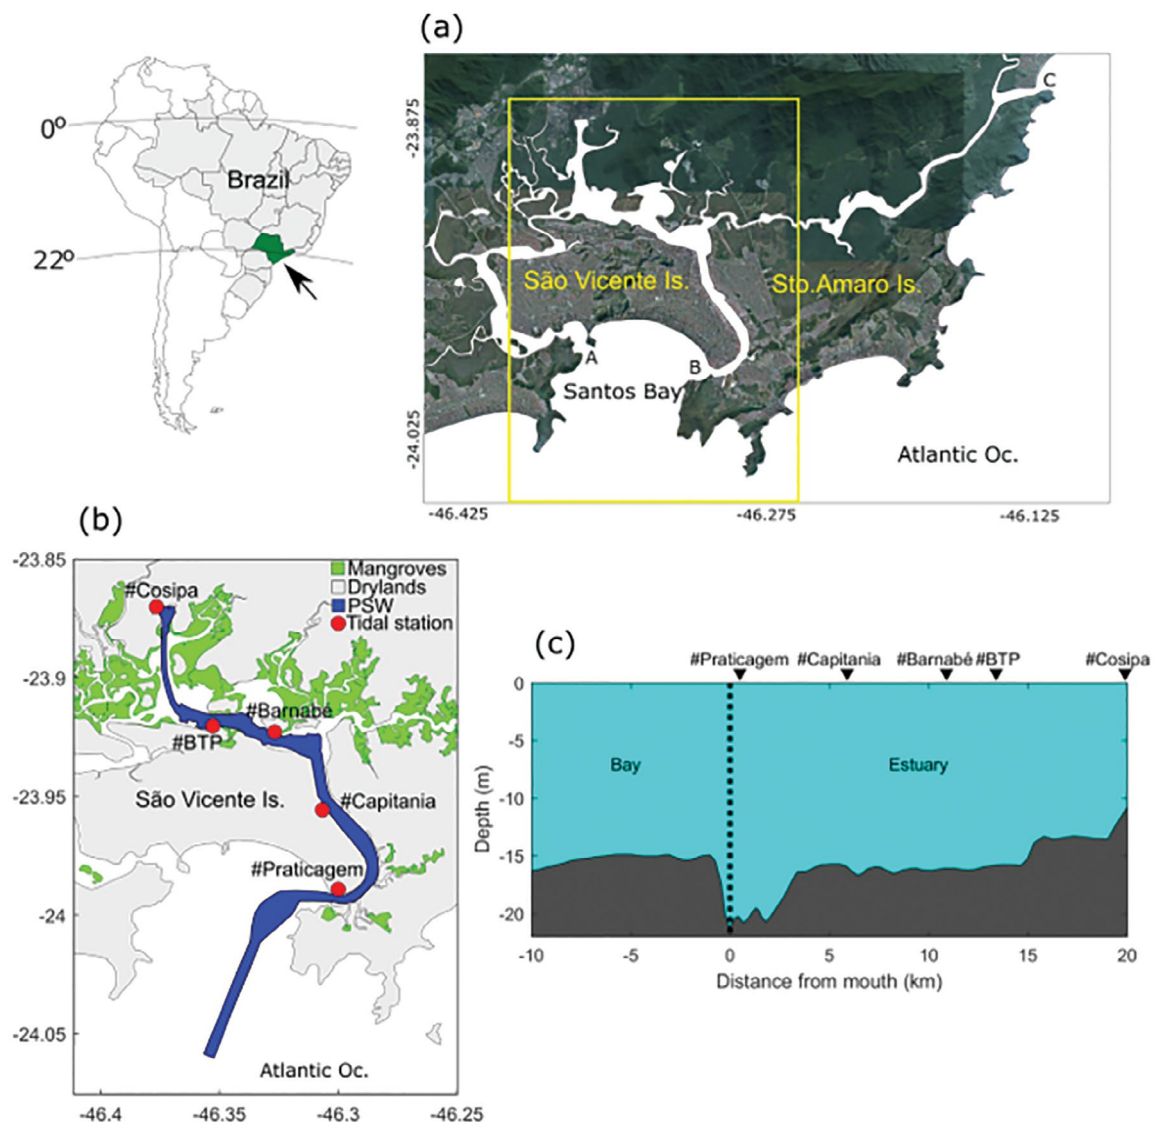 (a)
0º
Brazil
22º
-23.875
-24.025
C
São Vicente Is.
Sto.Amaro Is.
A
B
Santos Bay
Atlantic Oc.
-46.425
-46.275
-46.125
(b)
-23.85
-23.9
-23.95
-24
-24.05
Mangroves
Drylands
PSW
Tidal station
#Cosipa
#Barnabé
#BTP
São Vicente Is.
#Capitania
#Praticagem
Atlantic Oc.
-46.4
-46.35
-46.3
-46.25
(c)
#Praticagem #Capitania #Barnabé #BTP #Cosipa
0
-5
-10
-15
-20
Depth (m)
Bay
Estuary
-10 -5 0 5 10 15 20
Distance from mouth (km)